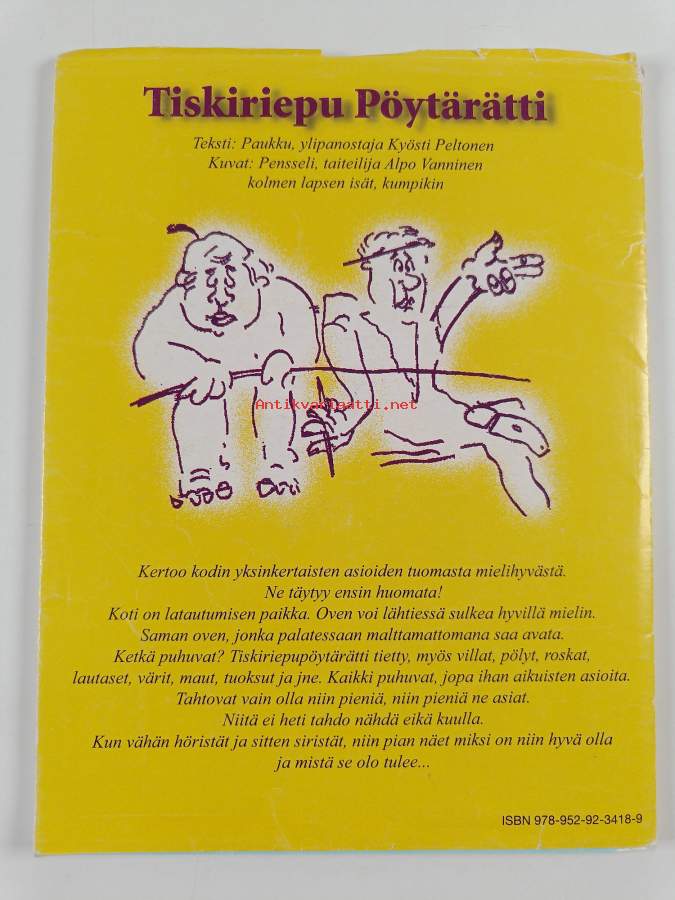 Tiskiriepu Pöytärätti
Teksti: Paukku, ylipanostaja Kyösti Peltonen
Kuvat: Pensseli, taiteilija Alpo Vanninen
kolmen lapsen isät, kumpikin
Antikvariaatti.net
Kertoo kodin yksinkertaisten asioiden tuomasta mielihyvästä.
Ne täytyy ensin huomata!
Koti on latautumisen paikka. Oven voi lähtiessä sulkea hyvillä mielin.
Saman oven, jonka palatessaan malttamattomana saa avata.
Ketkä puhuvat? Tiskiriepupöytärätti tietty, myös villat, pölyt, roskat,
lautaset, värit, maut, tuoksut ja jne. Kaikki puhuvat, jopa ihan aikuisten asioita.
Tahtovat vain olla niin pieniä, niin pieniä ne asiat.
Niitä ei heti tahdo nähdä eikä kuulla.
Kun vähän höristät ja sitten siristät, niin pian näet miksi on niin hyvä olla
ja mistä se olo tulee...
ISBN 978-952-92-3418-9